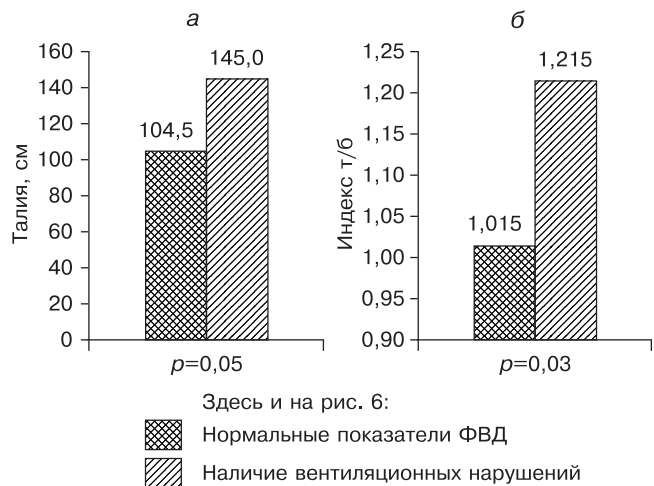 а
160
140
120
100
80
60
40
20
0
Талия, см
104,5
145,0
p=0,05
б
1,25
1,20
1,15
1,10
1,05
1,00
0,95
0,90
Индекс т/б
1,015
1,215
p=0,03
Здесь и на рис. 6:
Нормальные показатели ФВД
Наличие вентиляционных нарушений